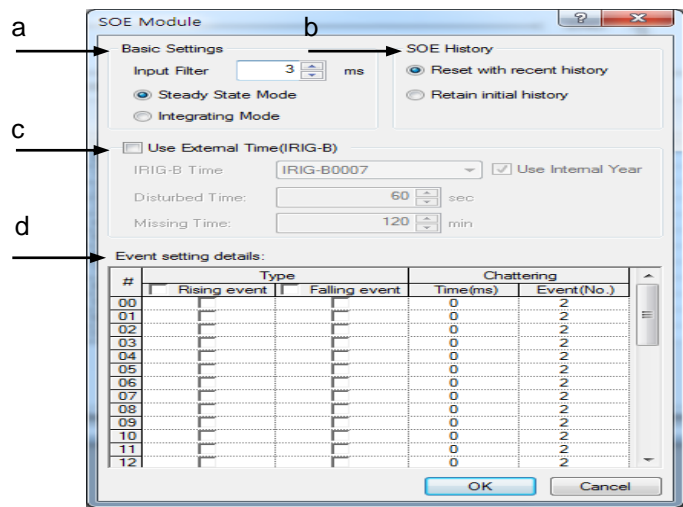 SOE Module
a
b
Basic Settings
SOE History
Input Filter 3 ms
Reset with recent history
Steady State Mode
Retain initial history
Integrating Mode
c
Use External Time(IRIG-B)
IRIG-B Time IRIG-B0007 Use Internal Year
Disturbed Time: 60 sec
Missing Time: 120 min
d
Event setting details:
# Type Chattering
Rising event Falling event Time(ms) Event(No.)
00 0 2
01 0 2
02 0 2
03 0 2
04 0 2
05 0 2
06 0 2
07 0 2
08 0 2
09 0 2
10 0 2
11 0 2
12 0 2
OK Cancel